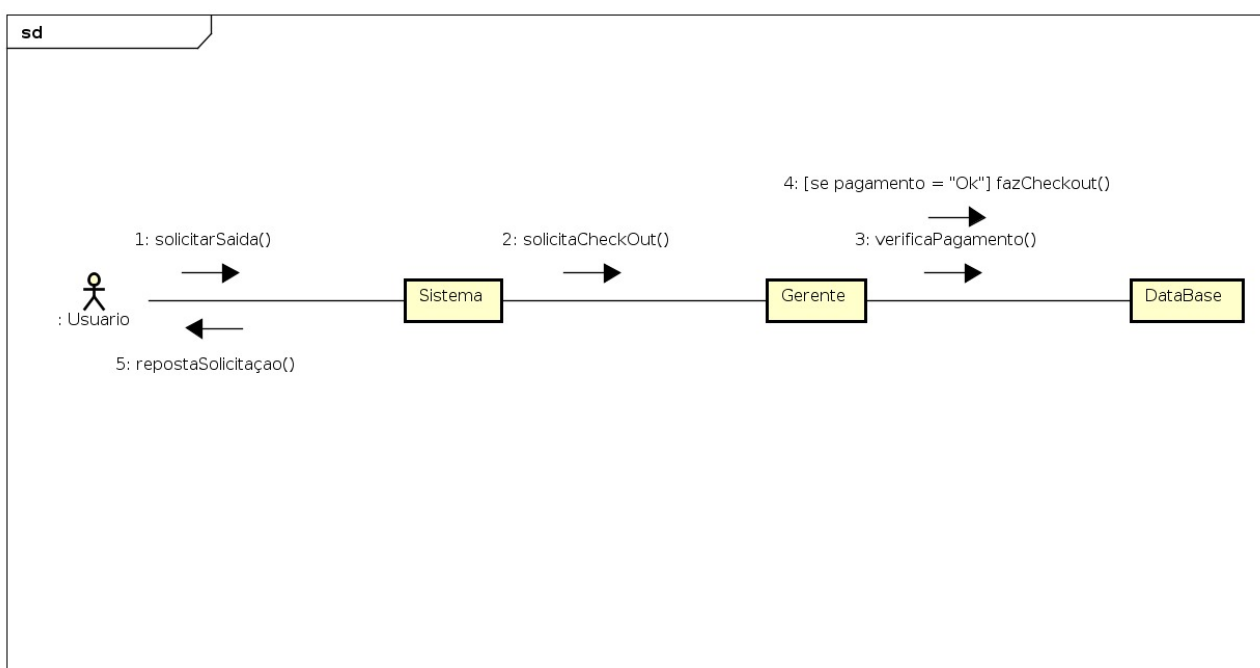 sd
4: [se pagamento = "Ok"] fazCheckout()
1: solicitarSaida()
2: solicitaCheckOut()
3: verificaPagamento()
Sistema
Gerente
DataBase
: Usuario
5: repostaSolicitaçao()